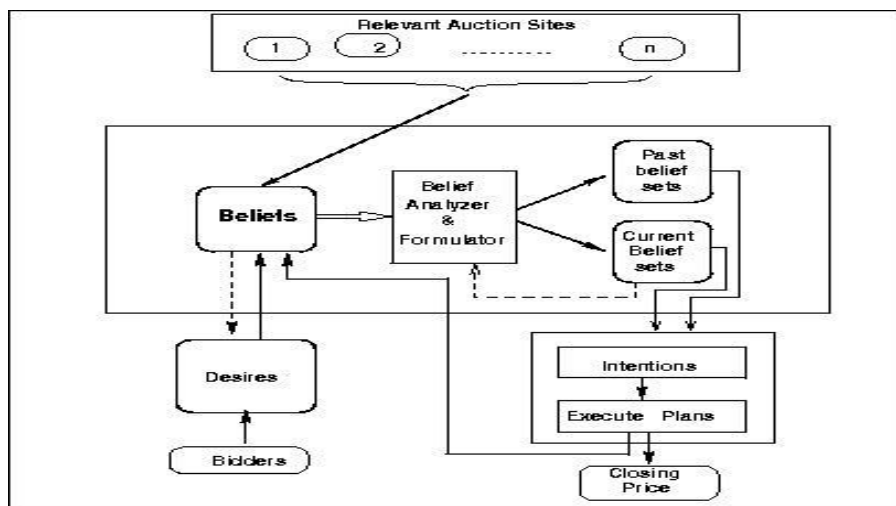 Relevant Auction Sites
1 2 ............ n
Past
belief
sets
Belief
Analyzer
&
Formulator
Beliefs
Current
Belief
sets
Desires
Intentions
Execute Plans
Bidders
Closing
Price